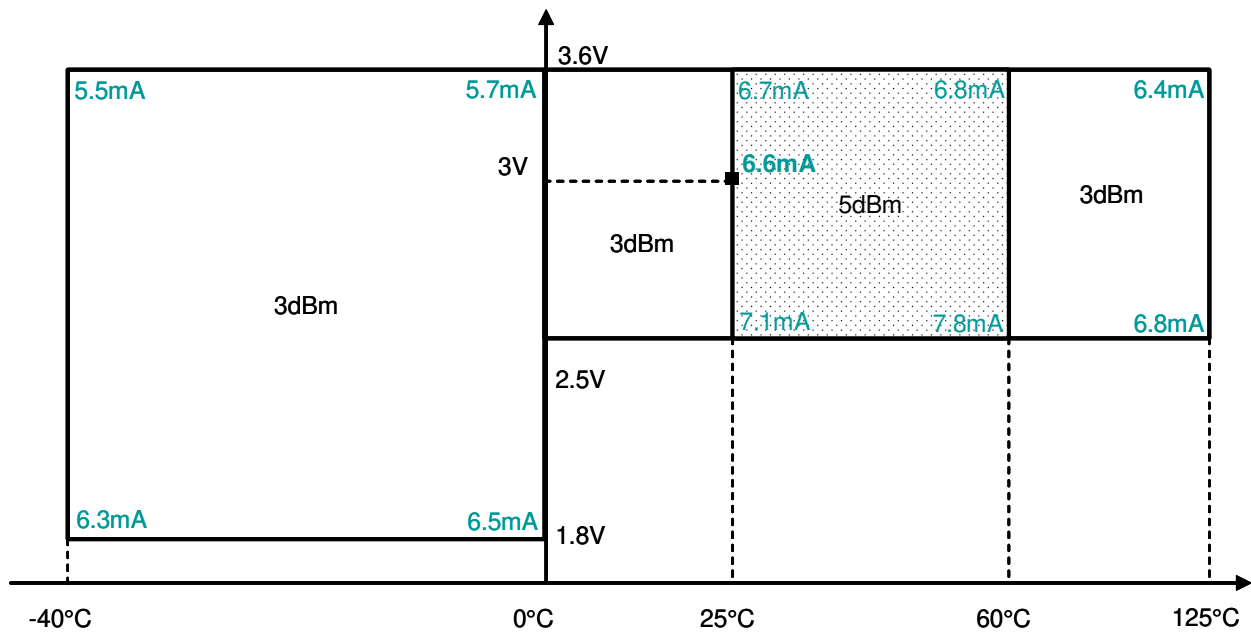 3.6V
5.5mA 5.7mA 6.7mA 6.8mA 6.4mA
3V 6.6mA
3dBm
5dBm
3dBm
3dBm
7.1mA 7.8mA 6.8mA
2.5V
6.3mA 6.5mA
1.8V
-40°C 0°C 25°C 60°C 125°C